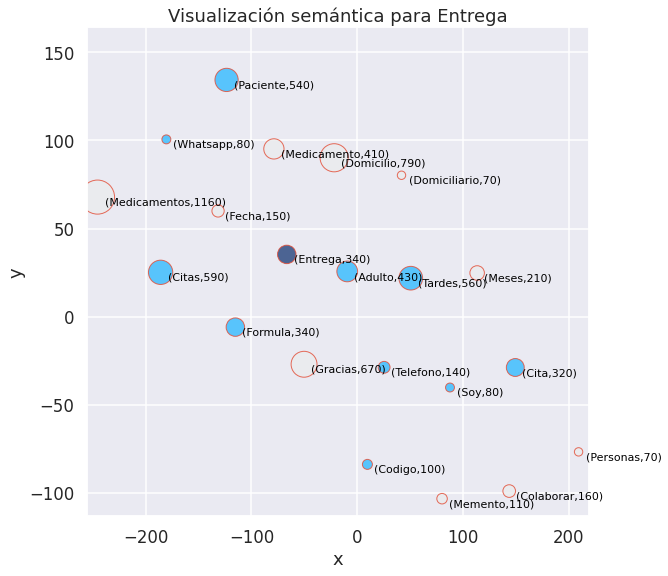 Visualización semántica para Entrega
150
100
50
0
−50
−100
y
(Paciente,540)
(Whatsapp,80)
(Medicamento,410)
(Domicilio,790)
(Domiciliario,70)
(Medicamentos,1160)
(Fecha,150)
(Entrega,340)
(Citas,590)
(Adulto,430)
(Tardes,560)
(Meses,210)
(Formula,340)
(Gracias,670)
(Telefono,140)
(Cita,320)
(Soy,80)
(Personas,70)
(Codigo,100)
(Colaborar,160)
(Memento,110)
−200
−100
0
100
200
x